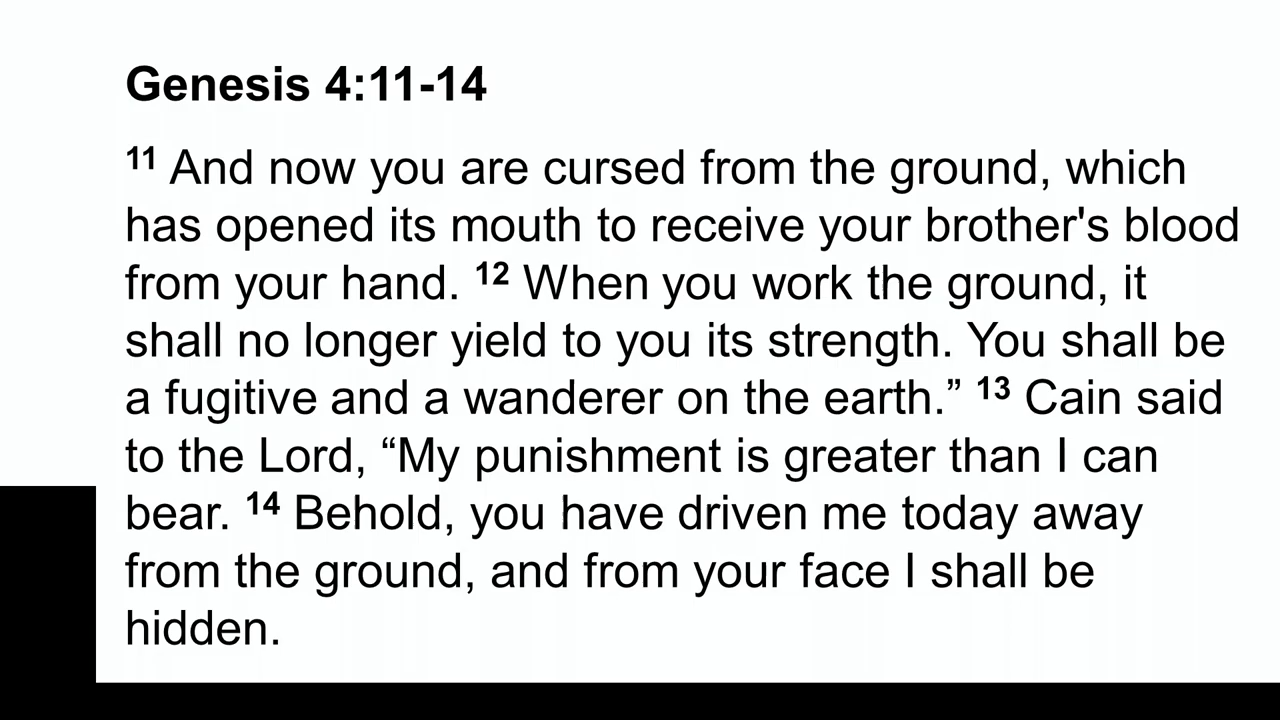 Genesis 4:11-14
11 And now you are cursed from the ground, which
has opened its mouth to receive your brother's blood
from your hand. 12 When you work the ground, it
shall no longer yield to you its strength. You shall be
a fugitive and a wanderer on the earth.” 13 Cain said
to the Lord, “My punishment is greater than I can
bear. 14 Behold, you have driven me today away
from the ground, and from your face I shall be
hidden.